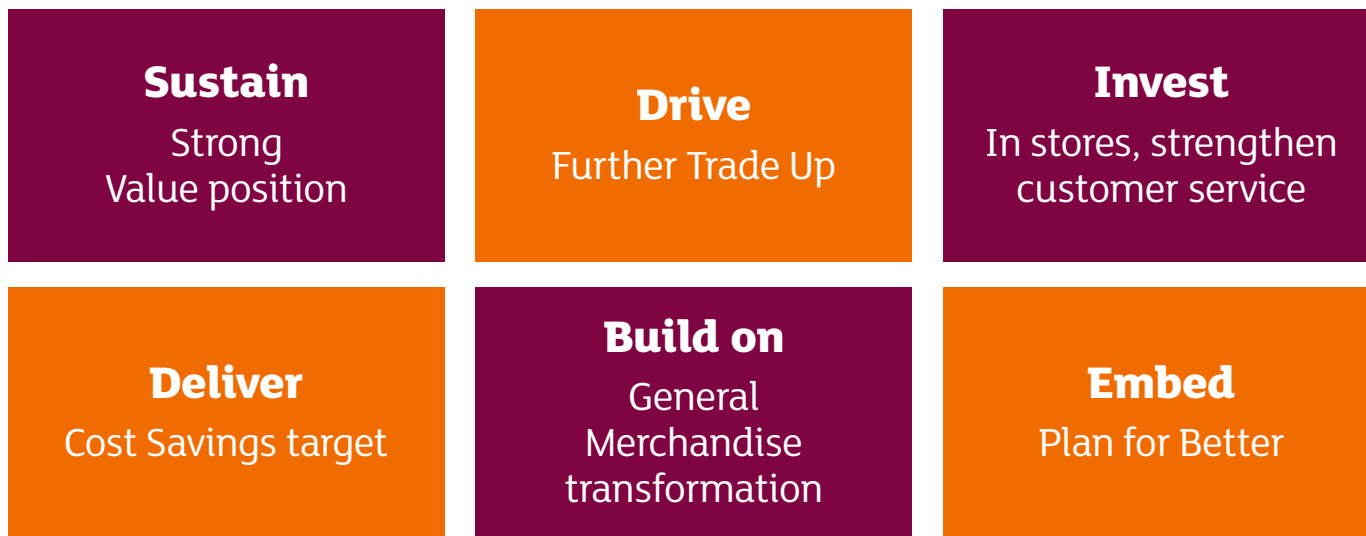 Sustain
Strong
Value position
Drive
Further Trade Up
Invest
In stores, strengthen
customer service
Deliver
Cost Savings target
Build on
General
Merchandise
transformation
Embed
Plan for Better